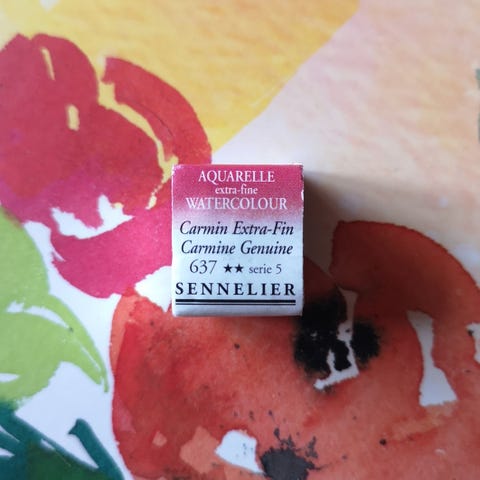 AQUARELLE
extra-fine
WATERCOLOUR
Carmin Extra-Fin
Carmine Genuine
637 ★★ serie 5
SENNELIER